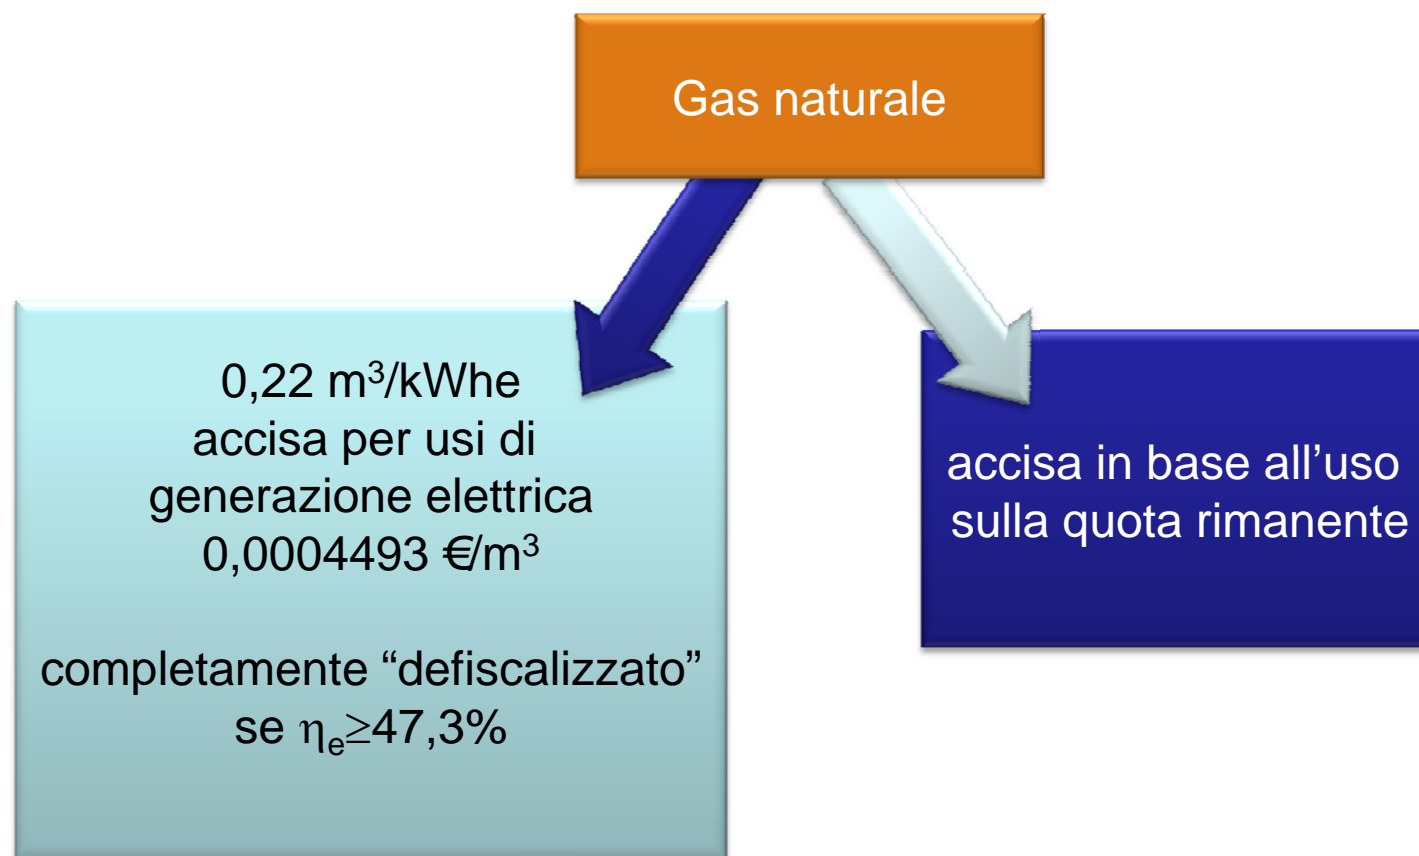 Gas naturale
0,22 m³/kWhe
accisa per usi di
generazione elettrica
0,0004493 €/m³
completamente “defiscalizzato”
se ηₑ≥47,3%
accisa in base all’uso
sulla quota rimanente